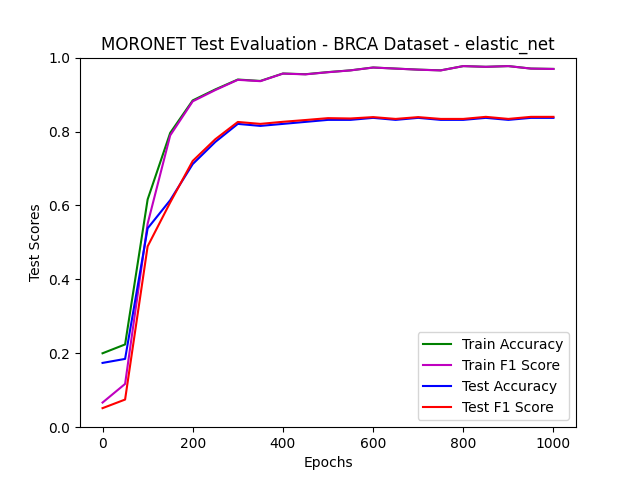 MORONET Test Evaluation - BRCA Dataset - elastic_net
1.0
0.8
0.6
0.4
0.2
0.0
Test Scores
Train Accuracy
Train F1 Score
Test Accuracy
Test F1 Score
0 200 400 600 800 1000
Epochs